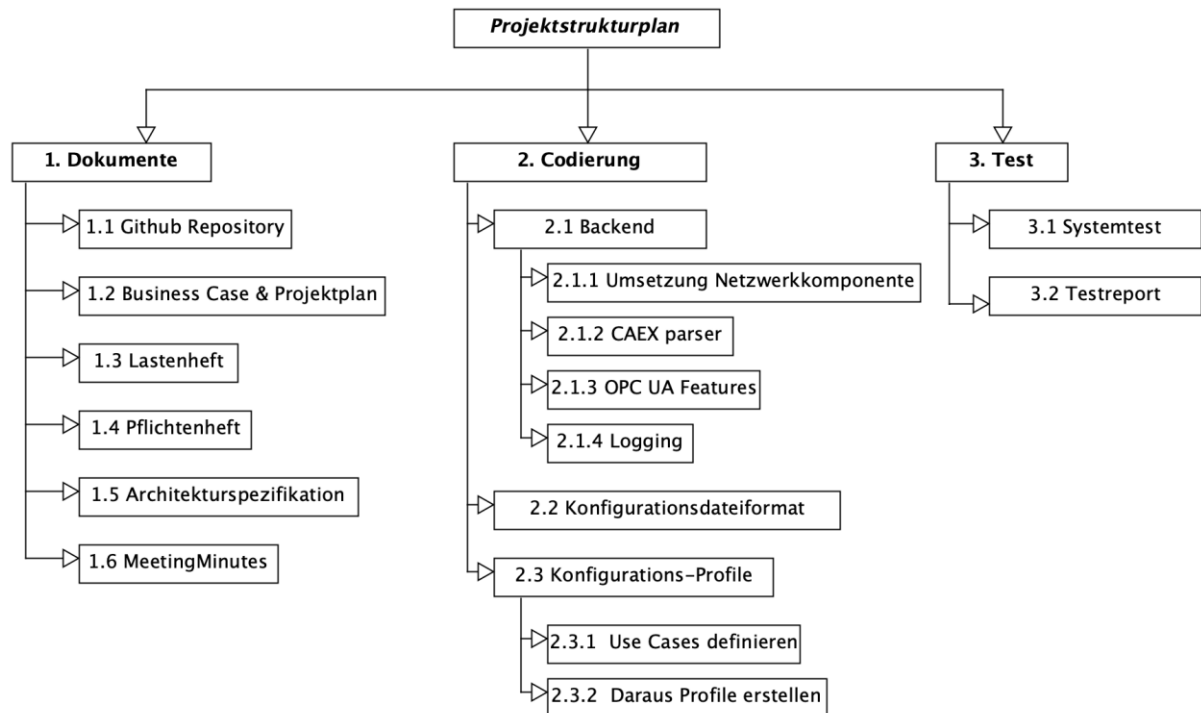 Projektstrukturplan
1. Dokumente
1.1 Github Repository
1.2 Business Case & Projektplan
1.3 Lastenheft
1.4 Pflichtenheft
1.5 Architekturspezifikation
1.6 MeetingMinutes
2. Codierung
2.1 Backend
2.1.1 Umsetzung Netzwerkkomponente
2.1.2 CAEX parser
2.1.3 OPC UA Features
2.1.4 Logging
2.2 Konfigurationsdateiformat
2.3 Konfigurations-Profile
2.3.1 Use Cases definieren
2.3.2 Daraus Profile erstellen
3. Test
3.1 Systemtest
3.2 Testreport